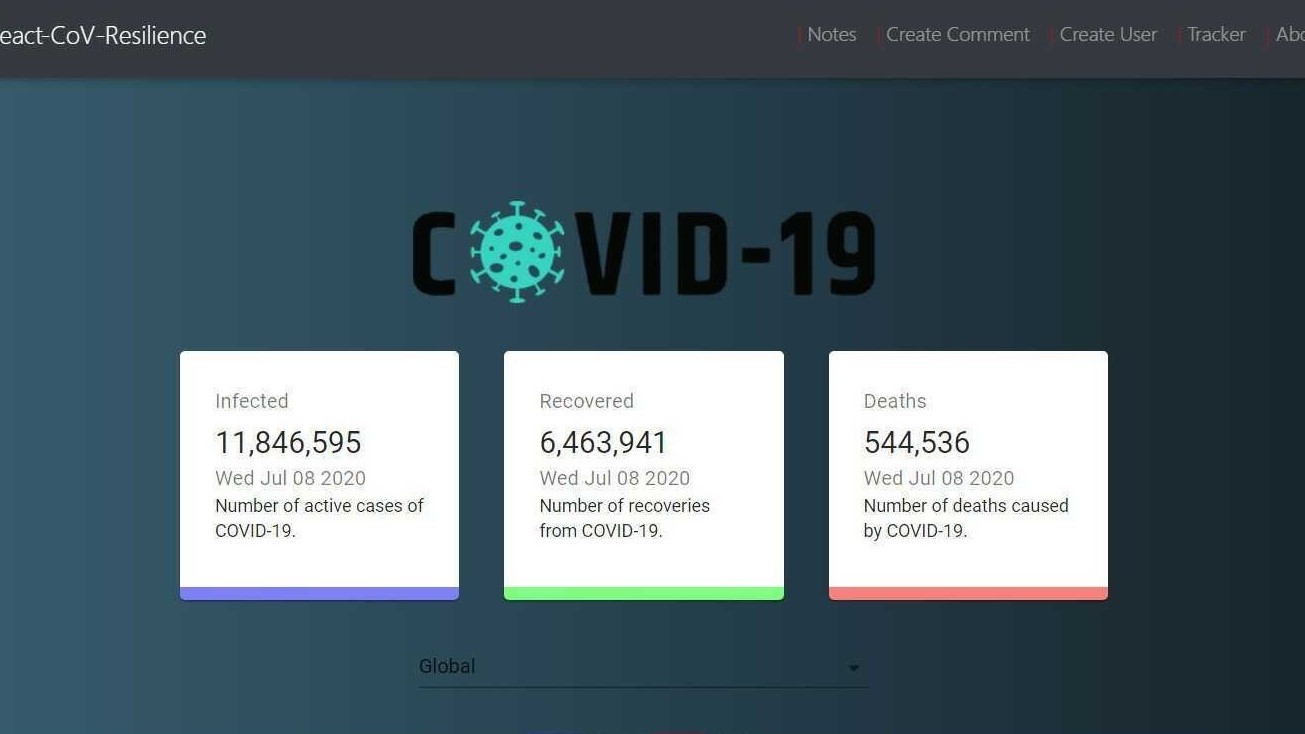 eact-CoV-Resilience
Notes
Create Comment
Create User
Tracker
Abo
COVID-19
Infected
11,846,595
Wed Jul 08 2020
Number of active cases of
COVID-19.
Recovered
6,463,941
Wed Jul 08 2020
Number of recoveries
from COVID-19.
Deaths
544,536
Wed Jul 08 2020
Number of deaths caused
by COVID-19.
Global